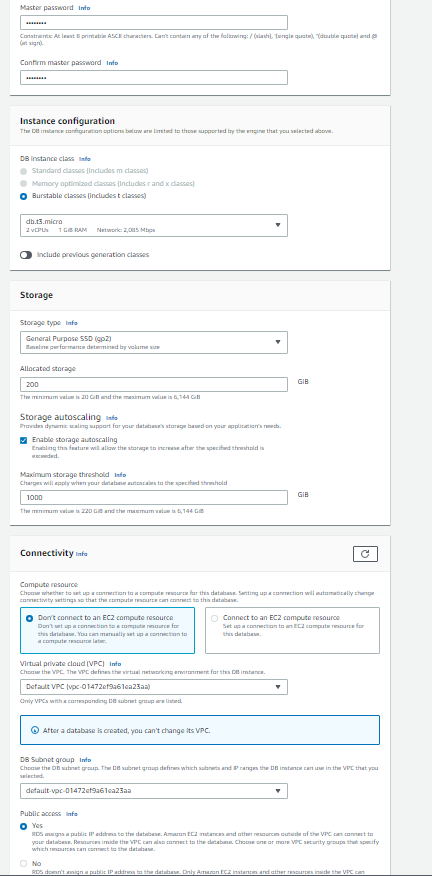 Master password Info
••••••••
Constraints: At least 8 printable ASCII characters. Can't contain any of the following: / (slash), '(single quote), "(double quote) and @
(at sign).
Confirm master password Info
••••••••
Instance configuration
The DB instance configuration options below are limited to those supported by the engine that you selected above.
DB instance class Info
Standard classes (includes m classes)
Memory optimized classes (includes r and x classes)
Burstable classes (includes t classes)
db.t3.micro
2 vCPUs 1 GiB RAM Network: 2,085 Mbps
Include previous generation classes
Storage
Storage type Info
General Purpose SSD (gp2)
Baseline performance determined by volume size
Allocated storage
200 GiB
The minimum value is 20 GiB and the maximum value is 6,144 GiB
Storage autoscaling Info
Provides dynamic scaling support for your database's storage based on your application's needs.
Enable storage autoscaling
Enabling this feature will allow the storage to increase after the specified threshold is
exceeded.
Maximum storage threshold Info
Charges will apply when your database autoscales to the specified threshold
1000 GiB
The minimum value is 220 GiB and the maximum value is 6,144 GiB
Connectivity Info
Compute resource
Choose whether to set up a connection to a compute resource for this database. Setting up a connection will automatically change
connectivity settings so that the compute resource can connect to this database.
Don't connect to an EC2 compute resource
Don't set up a connection to a compute resource for
this database. You can manually set up a connection to
a compute resource later.
Connect to an EC2 compute resource
Set up a connection to an EC2 compute resource for
this database.
Virtual private cloud (VPC) Info
Choose the VPC. The VPC defines the virtual networking environment for this DB instance.
Default VPC (vpc-01472ef9a61ea23aa)
Only VPCs with a corresponding DB subnet group are listed.
After a database is created, you can't change its VPC.
DB Subnet group Info
Choose the DB subnet group. The DB subnet group defines which subnets and IP ranges the DB instance can use in the VPC that you
selected.
default-vpc-01472ef9a61ea23aa
Public access Info
Yes
RDS assigns a public IP address to the database. Amazon EC2 instances and other resources outside of the VPC can connect to
your database. Resources inside the VPC can also connect to the database. Choose one or more VPC security groups that specify
which resources can connect to the database.
No
RDS doesn't assign a public IP address to the database. Only Amazon EC2 instances and other resources inside the VPC can